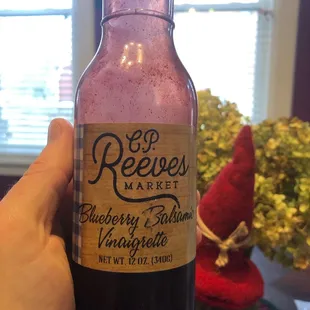 C.P.
Reeves
MARKET
Blueberry Balsamic
Vinaigrette
NET WT. 12 OZ. (340G)